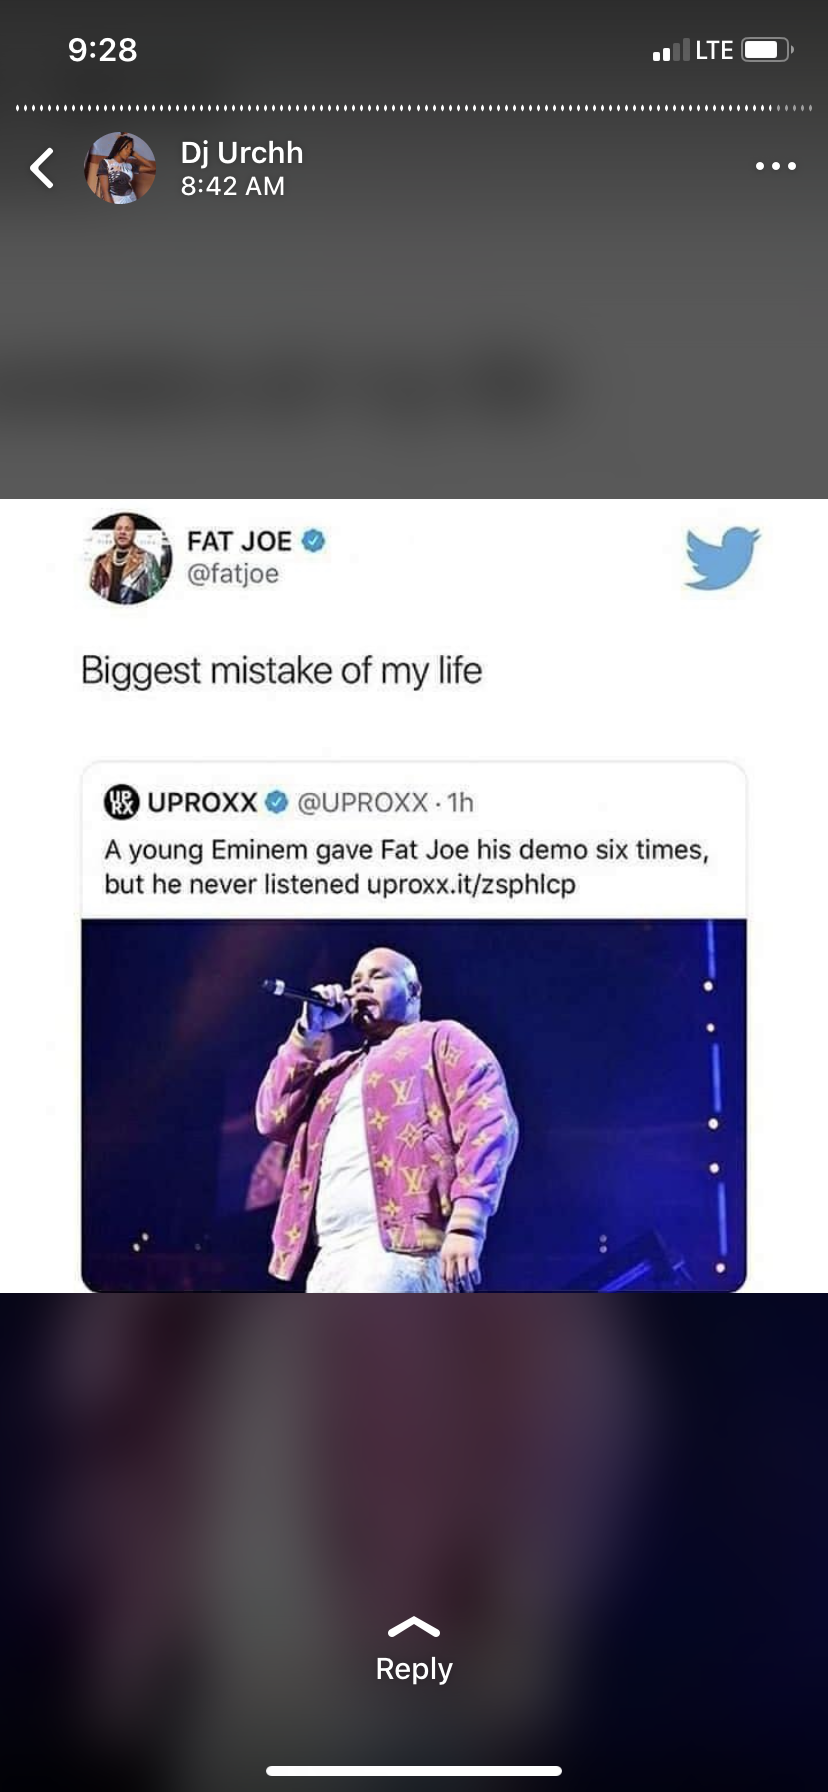 9:28
LTE
Dj Urchh
8:42 AM
FAT JOE
@fatjoe
Biggest mistake of my life
UPROXX @UPROXX · 1h
A young Eminem gave Fat Joe his demo six times,
but he never listened uproxx.it/zsphlcp
Reply